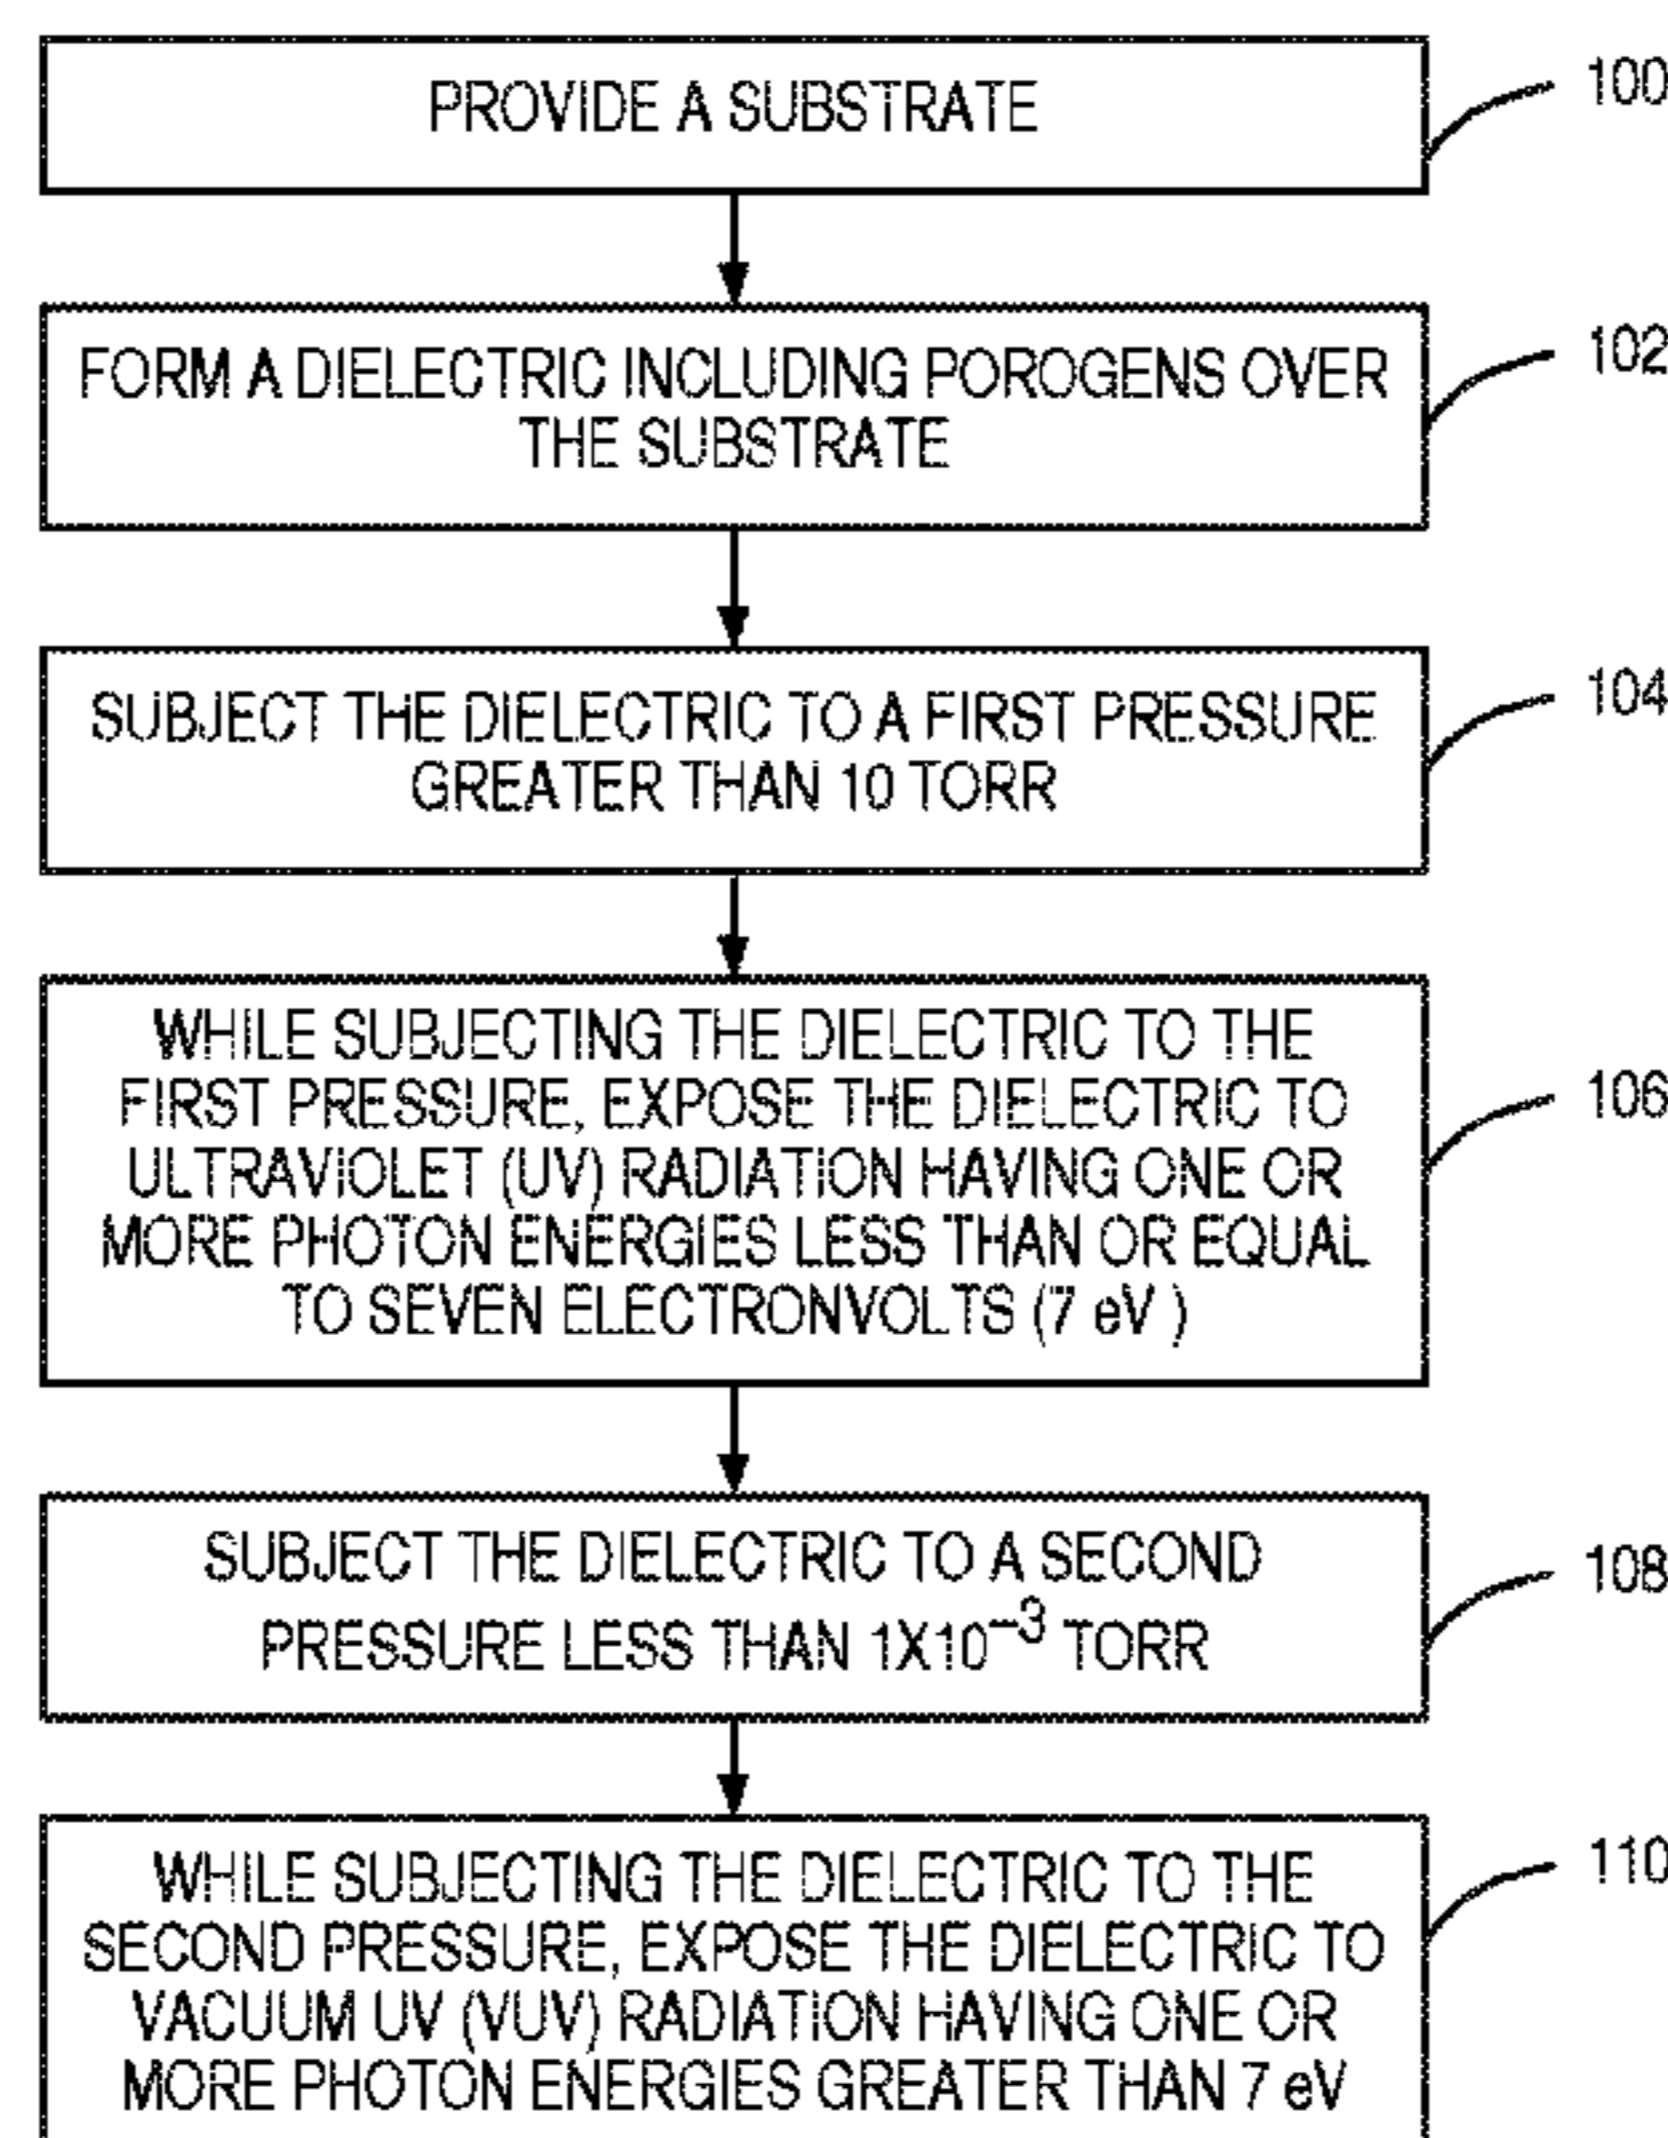 PROVIDE A SUBSTRATE
100
FORM A DIELECTRIC INCLUDING POROGENS OVER
THE SUBSTRATE
102
SUBJECT THE DIELECTRIC TO A FIRST PRESSURE
GREATER THAN 10 TORR
104
WHILE SUBJECTING THE DIELECTRIC TO THE
FIRST PRESSURE, EXPOSE THE DIELECTRIC TO
ULTRAVIOLET (UV) RADIATION HAVING ONE OR
MORE PHOTON ENERGIES LESS THAN OR EQUAL
TO SEVEN ELECTRONVOLTS (7 eV )
106
SUBJECT THE DIELECTRIC TO A SECOND
PRESSURE LESS THAN 1X10⁻³ TORR
108
WHILE SUBJECTING THE DIELECTRIC TO THE
SECOND PRESSURE, EXPOSE THE DIELECTRIC TO
VACUUM UV (VUV) RADIATION HAVING ONE OR
MORE PHOTON ENERGIES GREATER THAN 7 eV
110